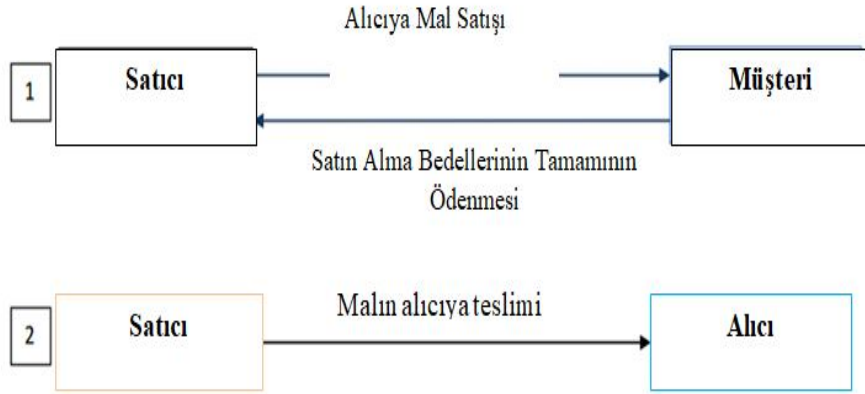 Alıcıya Mal Satışı
1
Satıcı
Müşteri
Satın Alma Bedellerinin Tamamının
Ödenmesi
2
Satıcı
Malın alıcıya teslimi
Alıcı